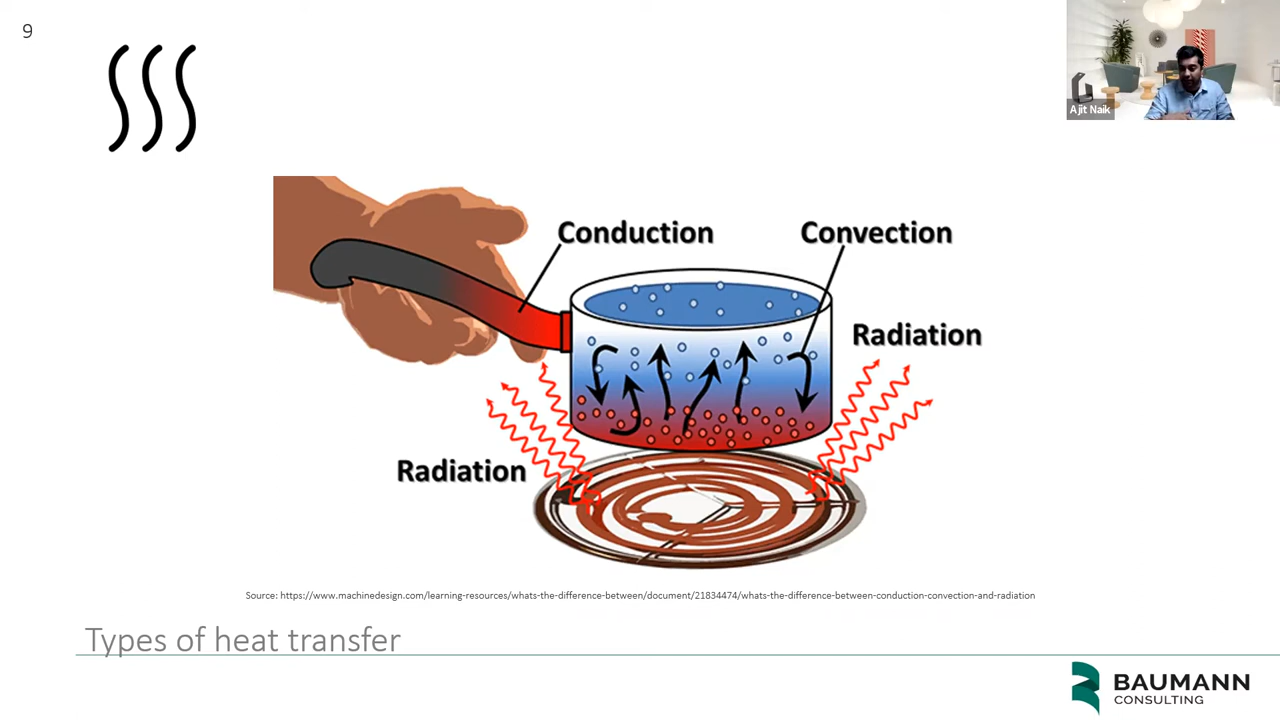 9
Ajit Naik
Conduction
Convection
Radiation
Radiation
Source: https://www.machinedesign.com/learning-resources/whats-the-difference-between/document/21834474/whats-the-difference-between-conduction-convection-and-radiation
Types of heat transfer
BAUMANN
CONSULTING